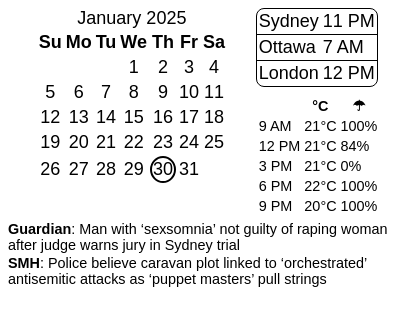 January 2025
Su Mo Tu We Th Fr Sa
1 2 3 4
5 6 7 8 9 10 11
12 13 14 15 16 17 18
19 20 21 22 23 24 25
26 27 28 29 30 31
Sydney 11 PM
Ottawa 7 AM
London 12 PM
°C ☂
9 AM 21°C 100%
12 PM 21°C 84%
3 PM 21°C 0%
6 PM 22°C 100%
9 PM 20°C 100%
Guardian: Man with ‘sexsomnia’ not guilty of raping woman
after judge warns jury in Sydney trial
SMH: Police believe caravan plot linked to ‘orchestrated’
antisemitic attacks as ‘puppet masters’ pull strings